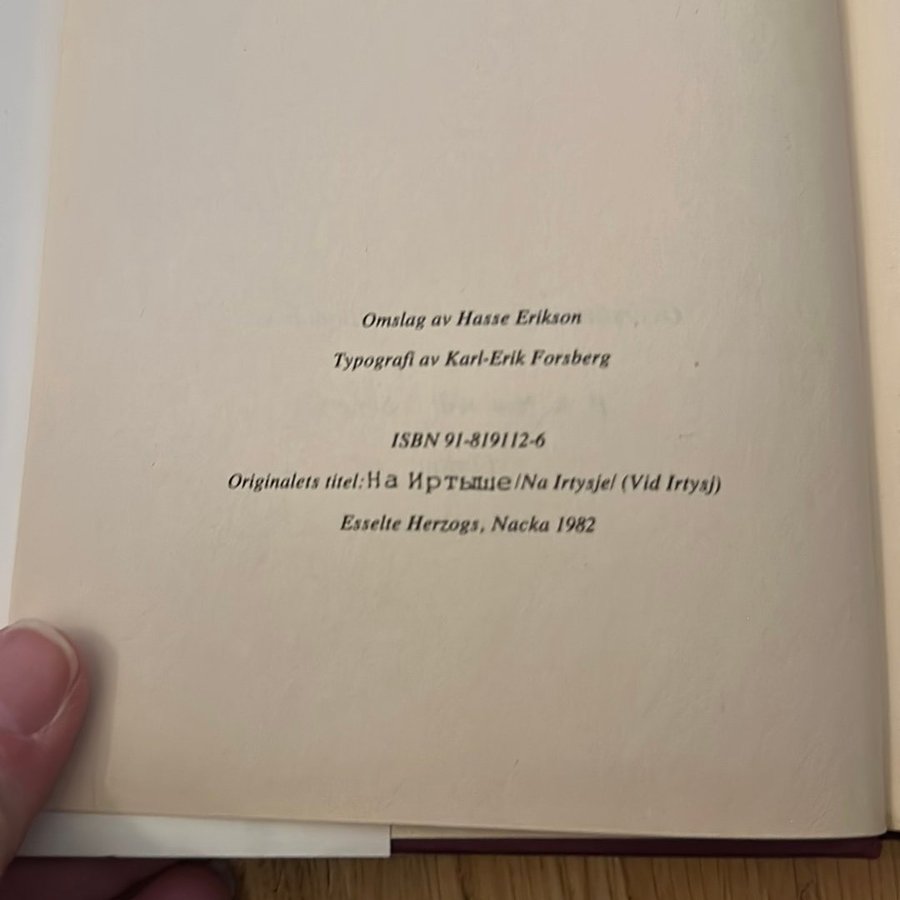 Omslag av Hasse Erikson
Typografi av Karl-Erik Forsberg
ISBN 91-819112-6
Originalets titel: На Иртыше/Na Irtysje/ (Vid Irtysj)
Esselte Herzogs, Nacka 1982